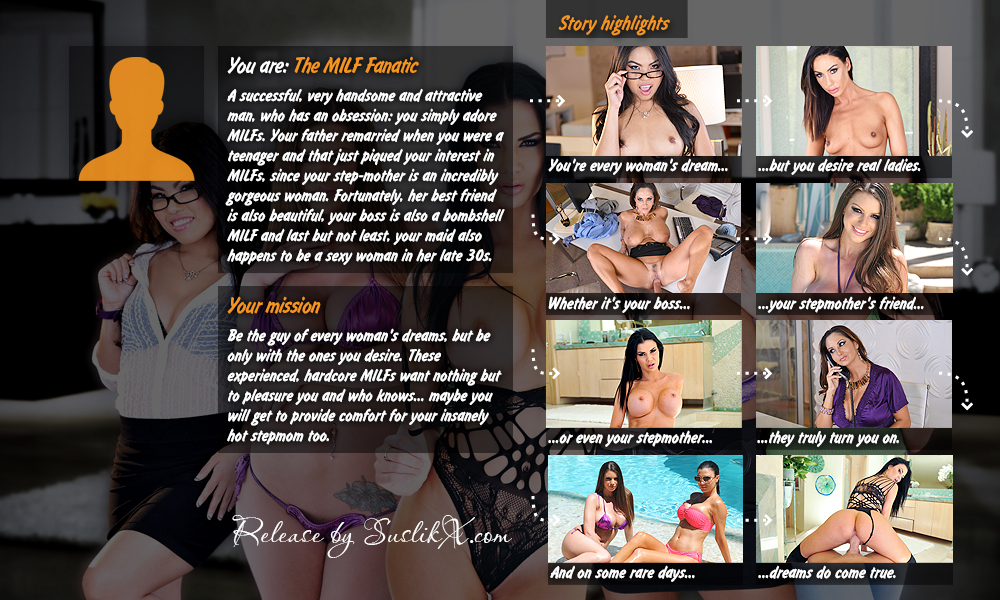 Story highlights
You are: The MILF Fanatic
A successful, very handsome and attractive
man, who has an obsession: you simply adore
MILFs. Your father remarried when you were a
teenager and that just piqued your interest in
MILFs, since your step-mother is an incredibly
gorgeous woman. Fortunately, her best friend
is also beautiful, your boss is also a bombshell
MILF and last but not least, your maid also
happens to be a sexy woman in her late 30s.
Your mission
Be the guy of every woman's dreams, but be
only with the ones you desire. These
experienced, hardcore MILFs want nothing but
to pleasure you and who knows... maybe you
will get to provide comfort for your insanely
hot stepmom too.
Release by SuslikX.com
You're every woman's dream...
...but you desire real ladies.
Whether it's your boss...
...your stepmother's friend...
...or even your stepmother...
...they truly turn you on.
And on some rare days...
...dreams do come true.